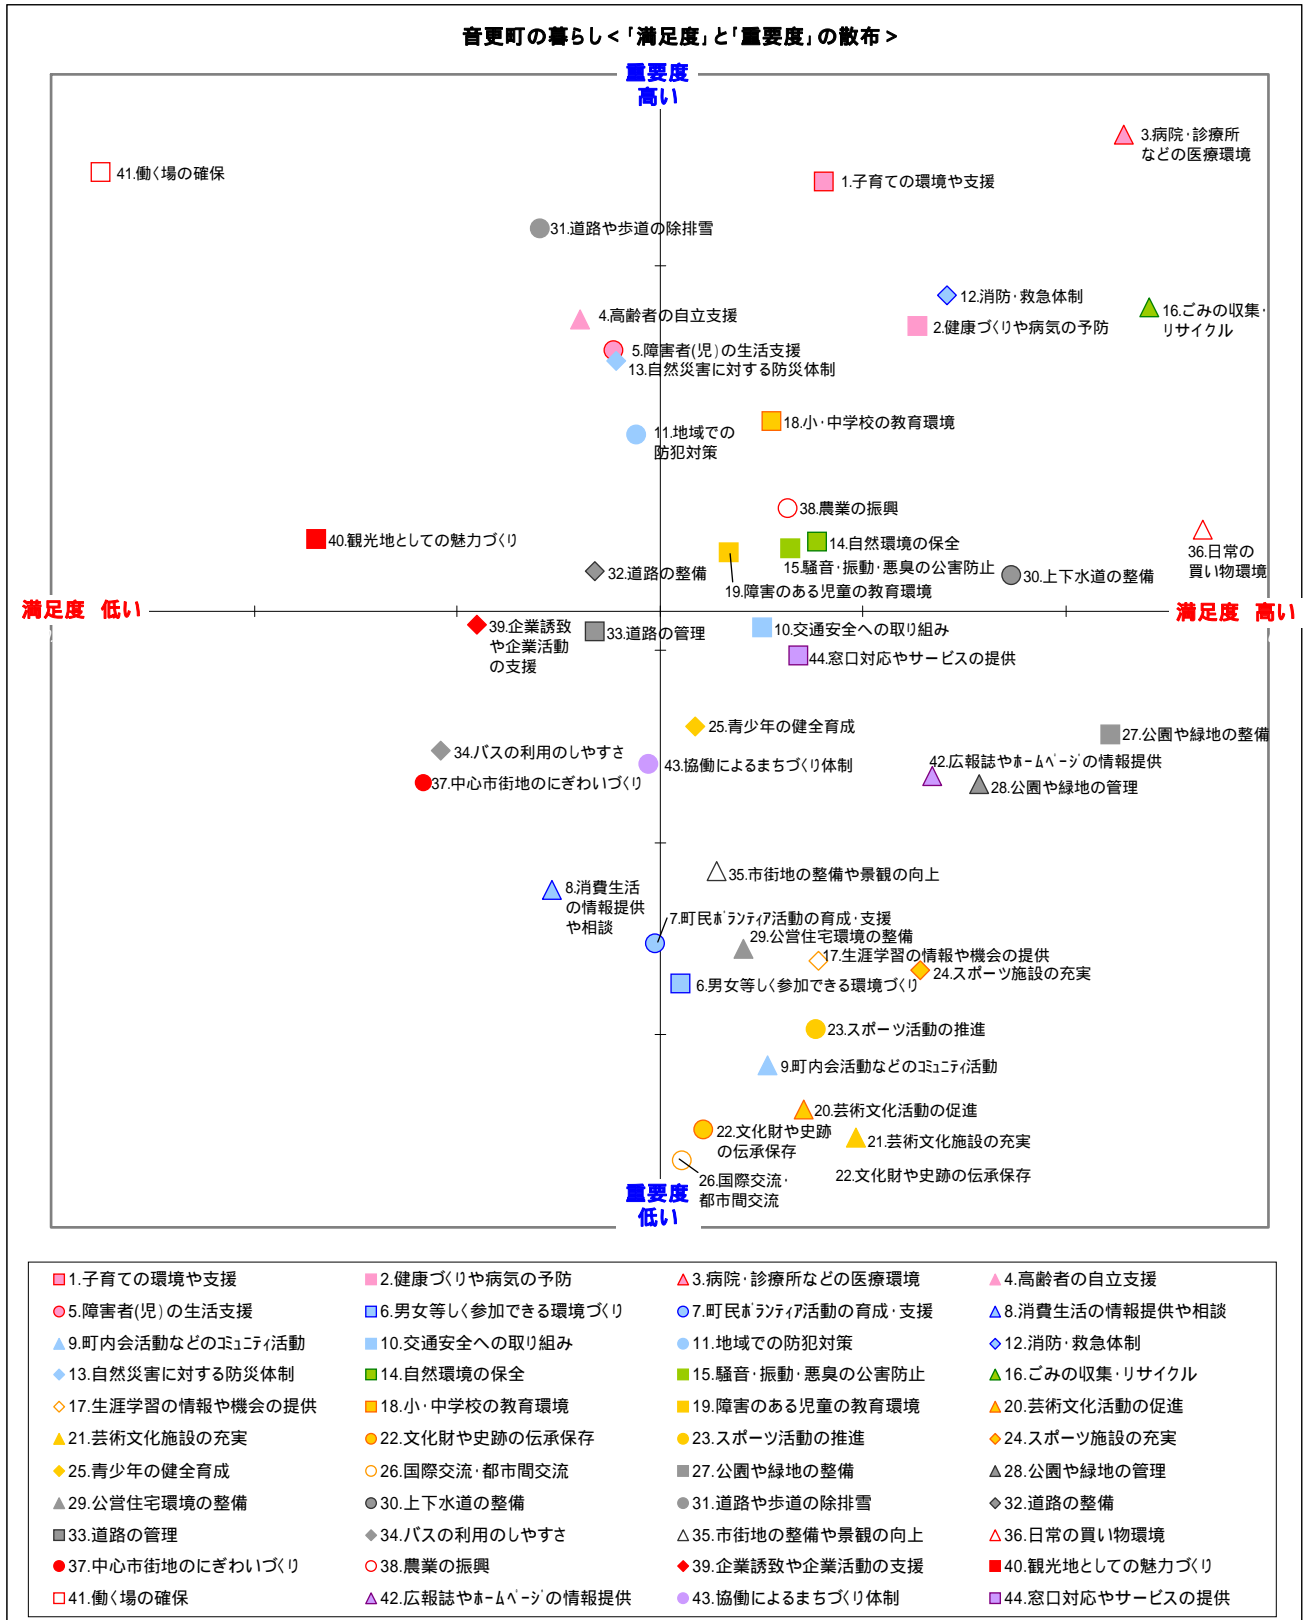 音更町の暮らし<「満足度」と「重要度」の散布>
重要度
高い
3.病院･診療所
などの医療環境
41.働く場の確保
1.子育ての環境や支援
31.道路や歩道の除排雪
12.消防･救急体制
16.ごみの収集･
リサイクル
4.高齢者の自立支援
2.健康づくりや病気の予防
5.障害者(児)の生活支援
13.自然災害に対する防災体制
18.小･中学校の教育環境
11.地域での
防犯対策
38.農業の振興
40.観光地としての魅力づくり
14.自然環境の保全
36.日常の
買い物環境
15.騒音･振動･悪臭の公害防止
32.道路の整備
30.上下水道の整備
19.障害のある児童の教育環境
満足度 低い
満足度 高い
39.企業誘致
や企業活動
の支援
33.道路の管理
10.交通安全への取り組み
44.窓口対応やサービスの提供
25.青少年の健全育成
27.公園や緑地の整備
34.バスの利用のしやすさ
43.協働によるまちづくり体制
42.広報誌やﾎｰﾑﾍﾟｰｼﾞの情報提供
37.中心市街地のにぎわいづくり
28.公園や緑地の管理
35.市街地の整備や景観の向上
8.消費生活
の情報提供
や相談
7.町民ﾎﾞﾗﾝﾃｨｱ活動の育成･支援
29.公営住宅環境の整備
17.生涯学習の情報や機会の提供
24.スポーツ施設の充実
6.男女等しく参加できる環境づくり
23.スポーツ活動の推進
9.町内会活動などのｺﾐｭﾆﾃｨ活動
20.芸術文化活動の促進
22.文化財や史跡
の伝承保存
21.芸術文化施設の充実
22.文化財や史跡の伝承保存
26.国際交流･
都市間交流
重要度
低い
1.子育ての環境や支援 2.健康づくりや病気の予防 3.病院･診療所などの医療環境 4.高齢者の自立支援
5.障害者(児)の生活支援 6.男女等しく参加できる環境づくり 7.町民ﾎﾞﾗﾝﾃｨｱ活動の育成･支援 8.消費生活の情報提供や相談
9.町内会活動などのｺﾐｭﾆﾃｨ活動 10.交通安全への取り組み 11.地域での防犯対策 12.消防･救急体制
13.自然災害に対する防災体制 14.自然環境の保全 15.騒音･振動･悪臭の公害防止 16.ごみの収集･リサイクル
17.生涯学習の情報や機会の提供 18.小･中学校の教育環境 19.障害のある児童の教育環境 20.芸術文化活動の促進
21.芸術文化施設の充実 22.文化財や史跡の伝承保存 23.スポーツ活動の推進 24.スポーツ施設の充実
25.青少年の健全育成 26.国際交流･都市間交流 27.公園や緑地の整備 28.公園や緑地の管理
29.公営住宅環境の整備 30.上下水道の整備 31.道路や歩道の除排雪 32.道路の整備
33.道路の管理 34.バスの利用のしやすさ 35.市街地の整備や景観の向上 36.日常の買い物環境
37.中心市街地のにぎわいづくり 38.農業の振興 39.企業誘致や企業活動の支援 40.観光地としての魅力づくり
41.働く場の確保 42.広報誌やﾎｰﾑﾍﾟｰｼﾞの情報提供 43.協働によるまちづくり体制 44.窓口対応やサービスの提供